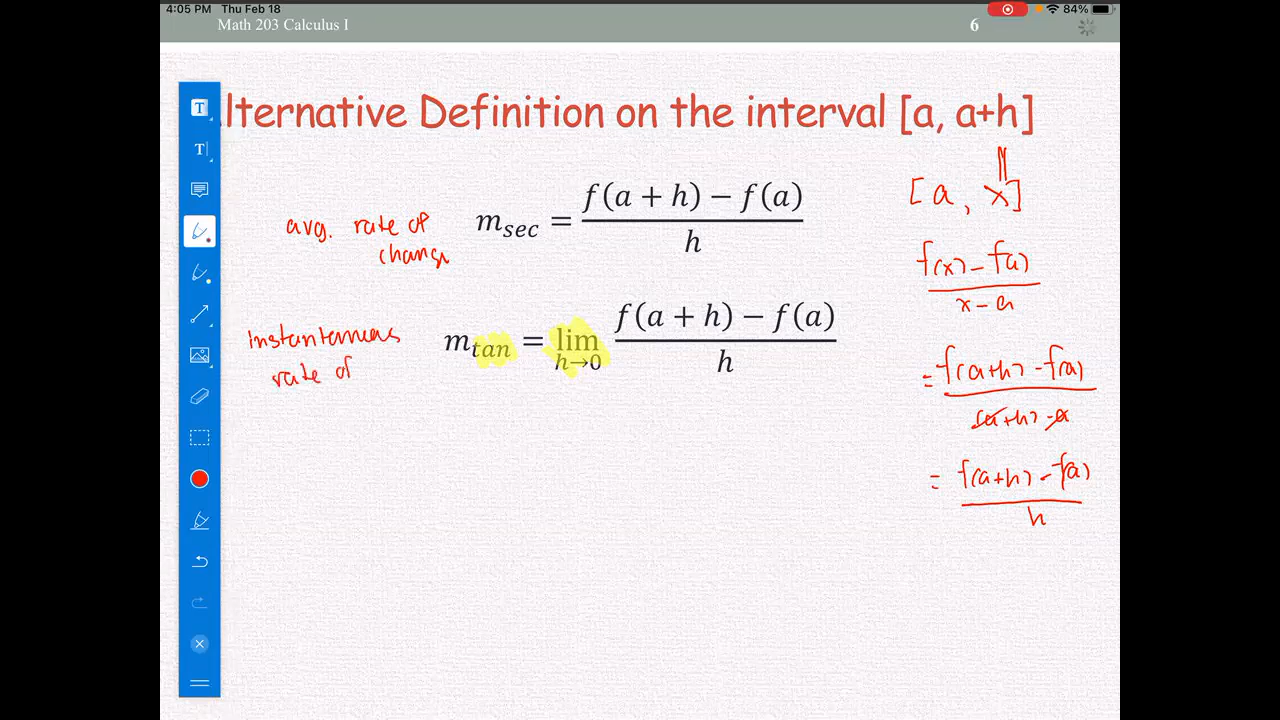 4:05 PM Thu Feb 18
84%
Math 203 Calculus I
6
lternative Definition on the interval [a, a+h]
[a, x]
avg. rate of
change
m_sec = (f(a + h) − f(a)) / h
(f(x) - f(a)) / (x - a)
instantaneous
rate of
m_tan = lim h→0 (f(a + h) − f(a)) / h
= (f(a+h) - f(a)) / ((a+h) - a)
= (f(a+h) - f(a)) / h
T
T